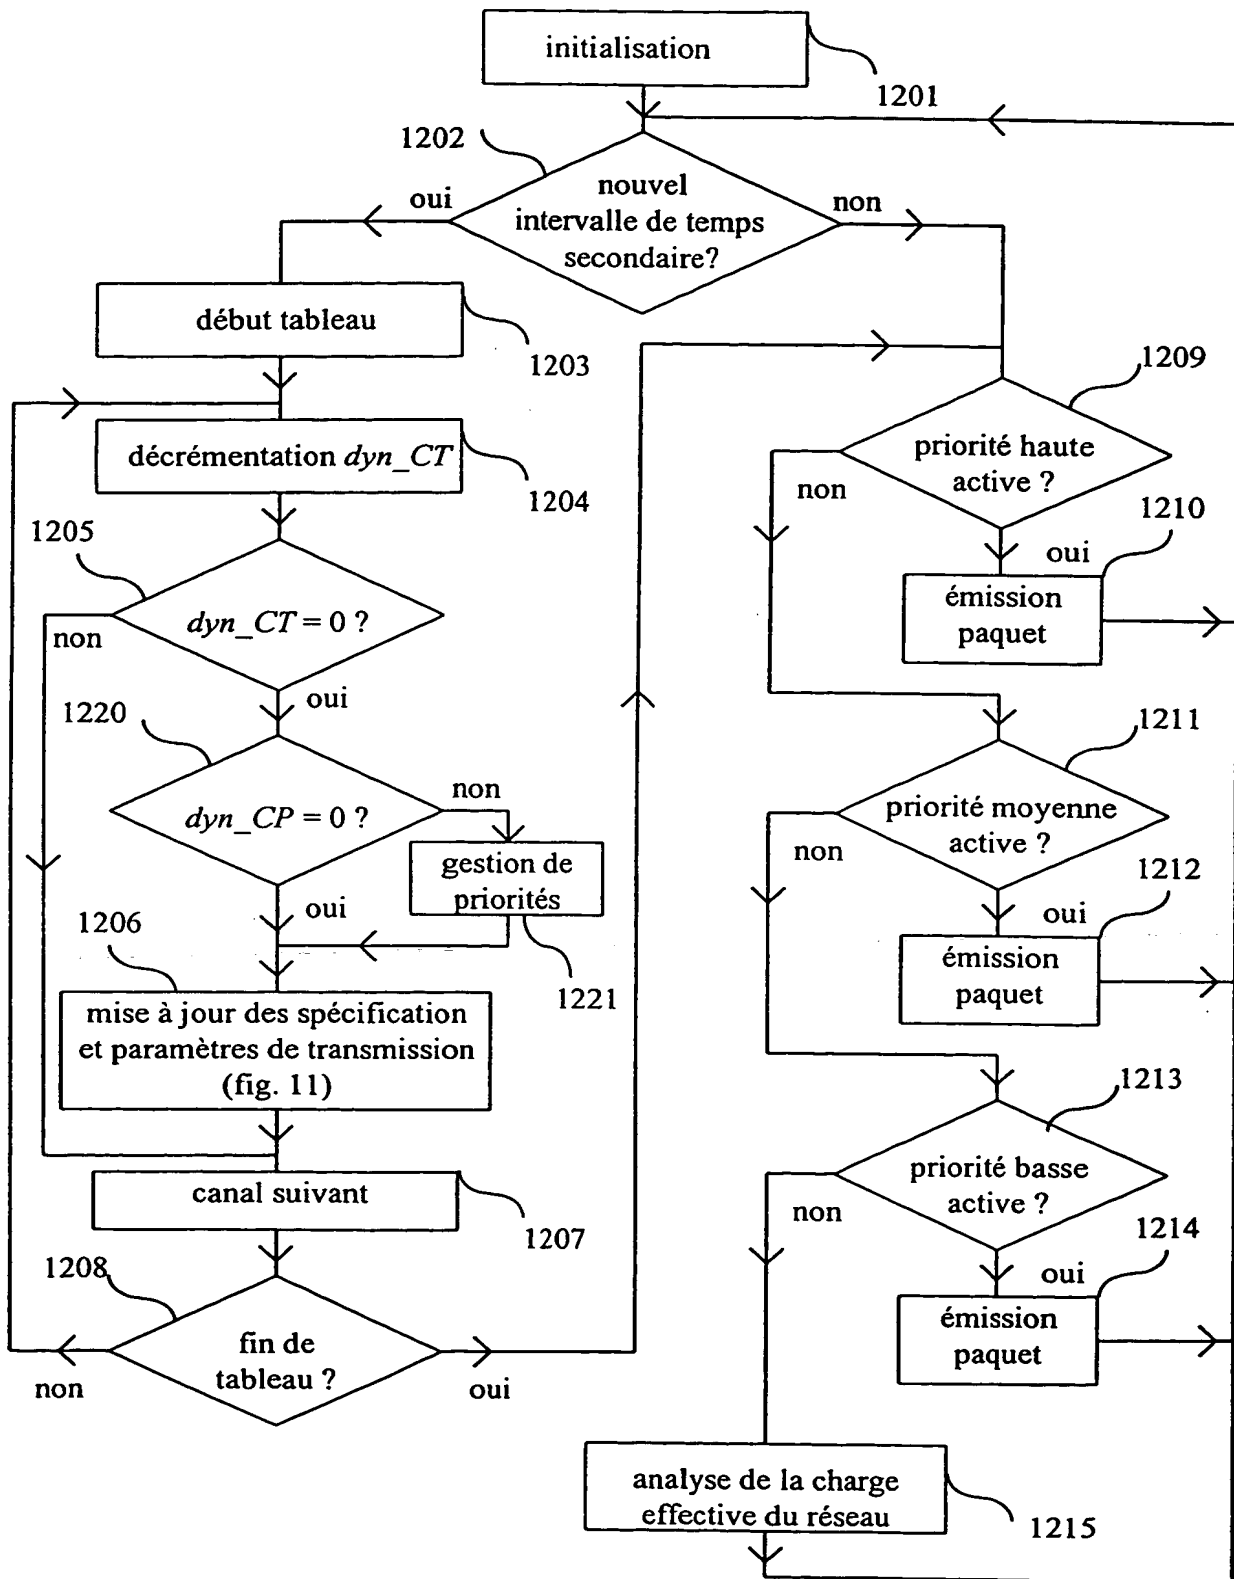 initialisation
1201
1202
nouvel
intervalle de temps
secondaire?
oui
non
début tableau
1203
décrémentation dyn_CT
1204
1205
dyn_CT = 0 ?
non
oui
1220
dyn_CP = 0 ?
non
gestion de
priorités
1221
oui
1206
mise à jour des spécification
et paramètres de transmission
(fig. 11)
canal suivant
1207
1208
fin de
tableau ?
non
oui
1209
priorité haute
active ?
non
oui
1210
émission
paquet
1211
priorité moyenne
active ?
non
oui
1212
émission
paquet
1213
priorité basse
active ?
non
oui
1214
émission
paquet
analyse de la charge
effective du réseau
1215